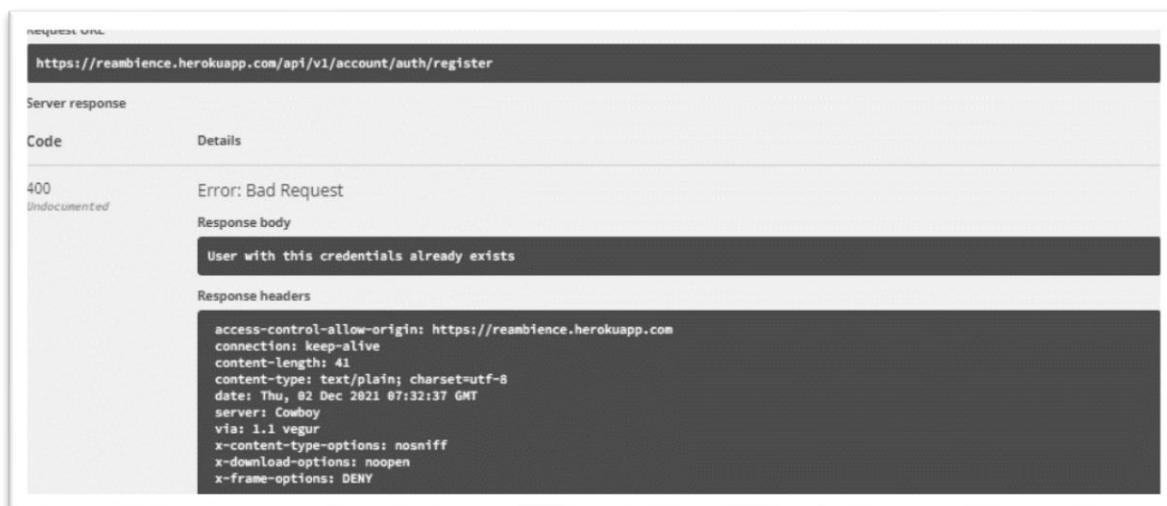 Request URL
https://reambience.herokuapp.com/api/v1/account/auth/register
Server response
Code Details
400 Error: Bad Request
Undocumented
Response body
User with this credentials already exists
Response headers
access-control-allow-origin: https://reambience.herokuapp.com
connection: keep-alive
content-length: 41
content-type: text/plain; charset=utf-8
date: Thu, 02 Dec 2021 07:32:37 GMT
server: Cowboy
via: 1.1 vegur
x-content-type-options: nosniff
x-download-options: noopen
x-frame-options: DENY